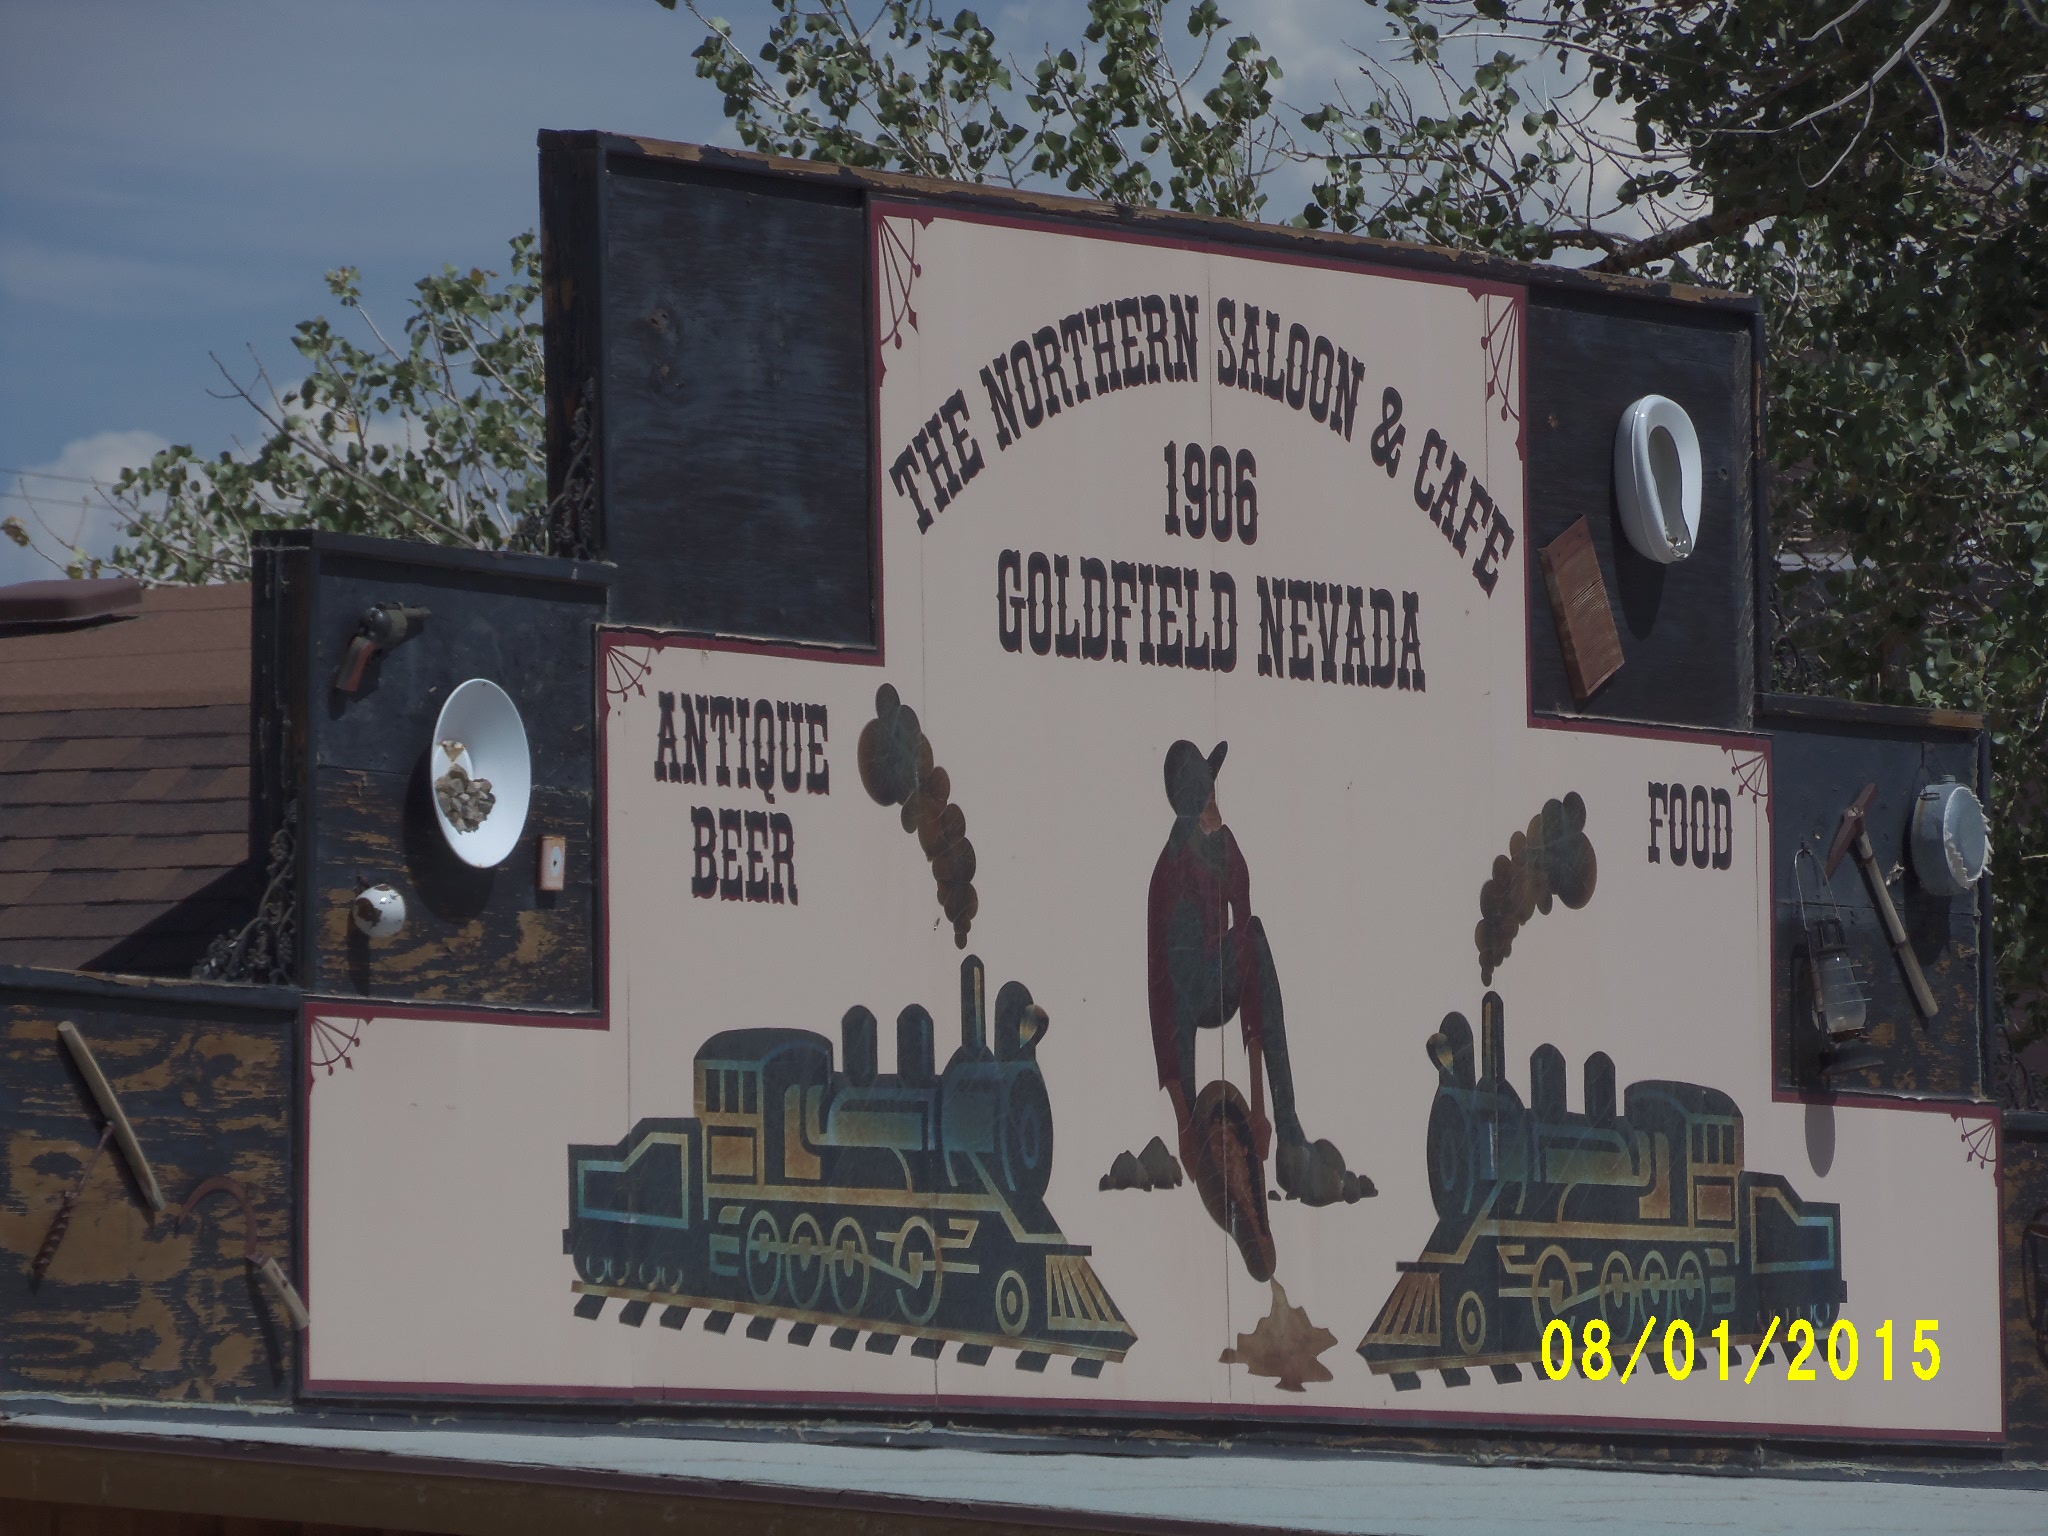 THE NORTHERN SALOON & CAFE
1906
GOLDFIELD NEVADA
ANTIQUE
BEER
FOOD
08/01/2015